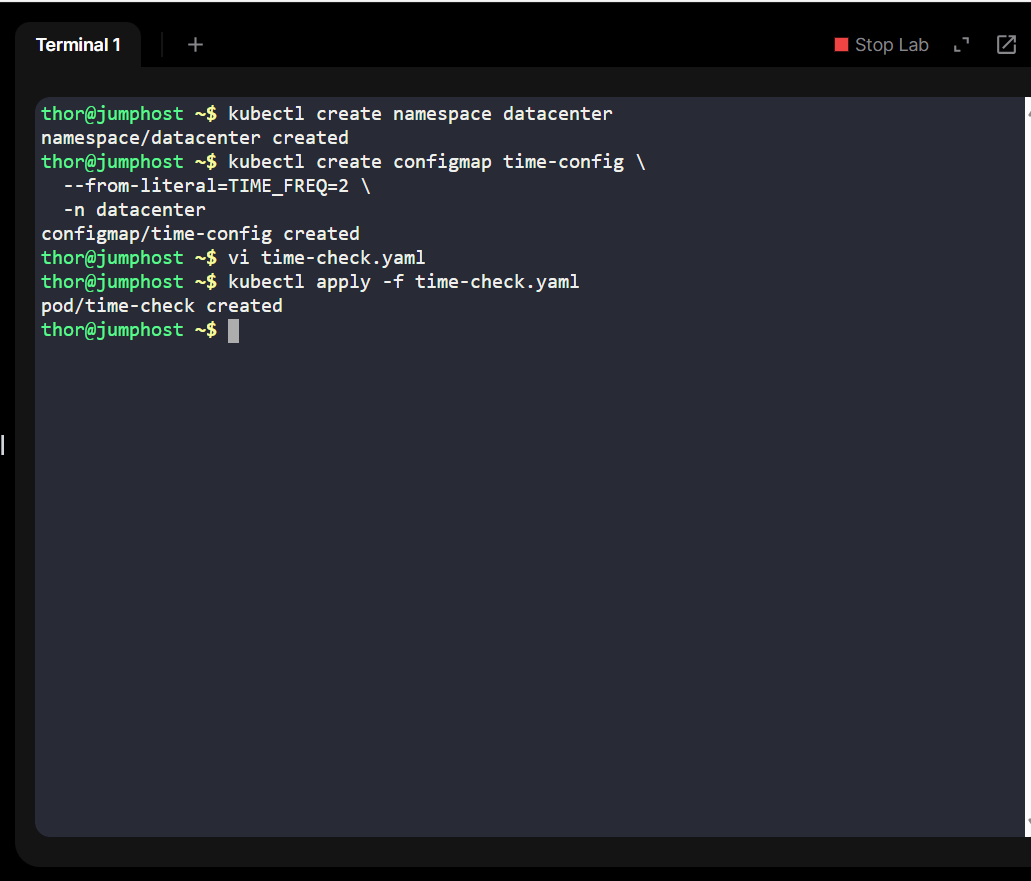 Terminal 1
+
Stop Lab
thor@jumphost ~$ kubectl create namespace datacenter
namespace/datacenter created
thor@jumphost ~$ kubectl create configmap time-config \
  --from-literal=TIME_FREQ=2 \
  -n datacenter
configmap/time-config created
thor@jumphost ~$ vi time-check.yaml
thor@jumphost ~$ kubectl apply -f time-check.yaml
pod/time-check created
thor@jumphost ~$